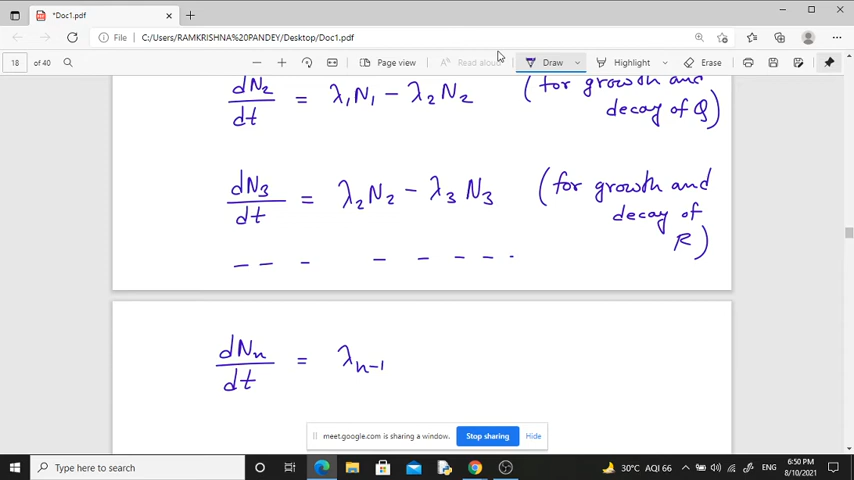 *Doc1.pdf
File C:/Users/RAMKRISHNA%20PANDEY/Desktop/Doc1.pdf
18 of 40 Page view Read aloud Draw Highlight Erase
dN₂/dt = λ₁N₁ − λ₂N₂ (for growth and
decay of Q)
dN₃/dt = λ₂N₂ − λ₃N₃ (for growth and
decay of
R)
_ _ _ _ _ _ _ .
dNₙ/dt = λₙ₋₁
meet.google.com is sharing a window. Stop sharing Hide
Type here to search 30°C AQI 66 ENG 6:50 PM
8/10/2021